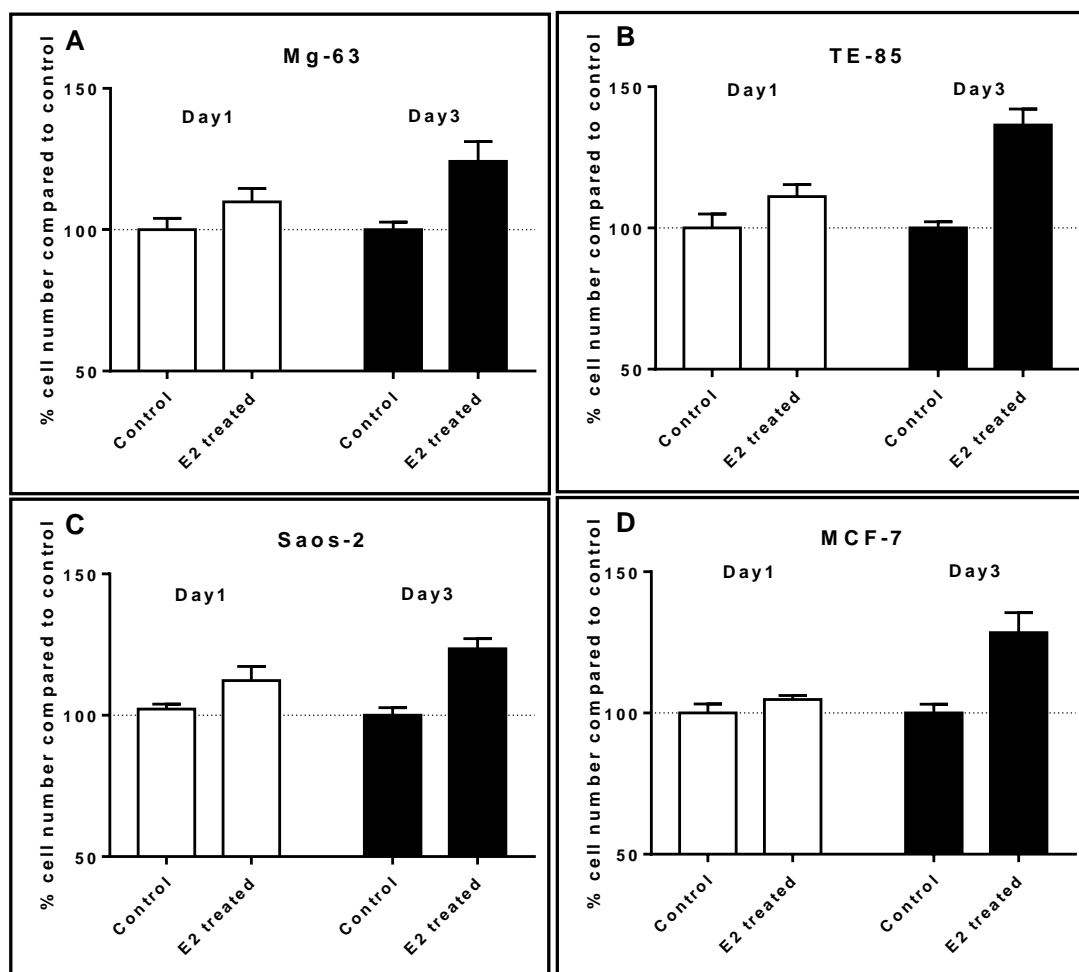 A
Mg-63
% cell number compared to control
150
100
50
Day1
Day3
Control
E2 treated
Control
E2 treated
B
TE-85
% cell number compared to control
150
100
50
Day1
Day3
Control
E2 treated
Control
E2 treated
C
Saos-2
% cell number compared to control
150
100
50
Day1
Day3
Control
E2 treated
Control
E2 treated
D
MCF-7
% cell number compared to control
150
100
50
Day1
Day3
Control
E2 treated
Control
E2 treated